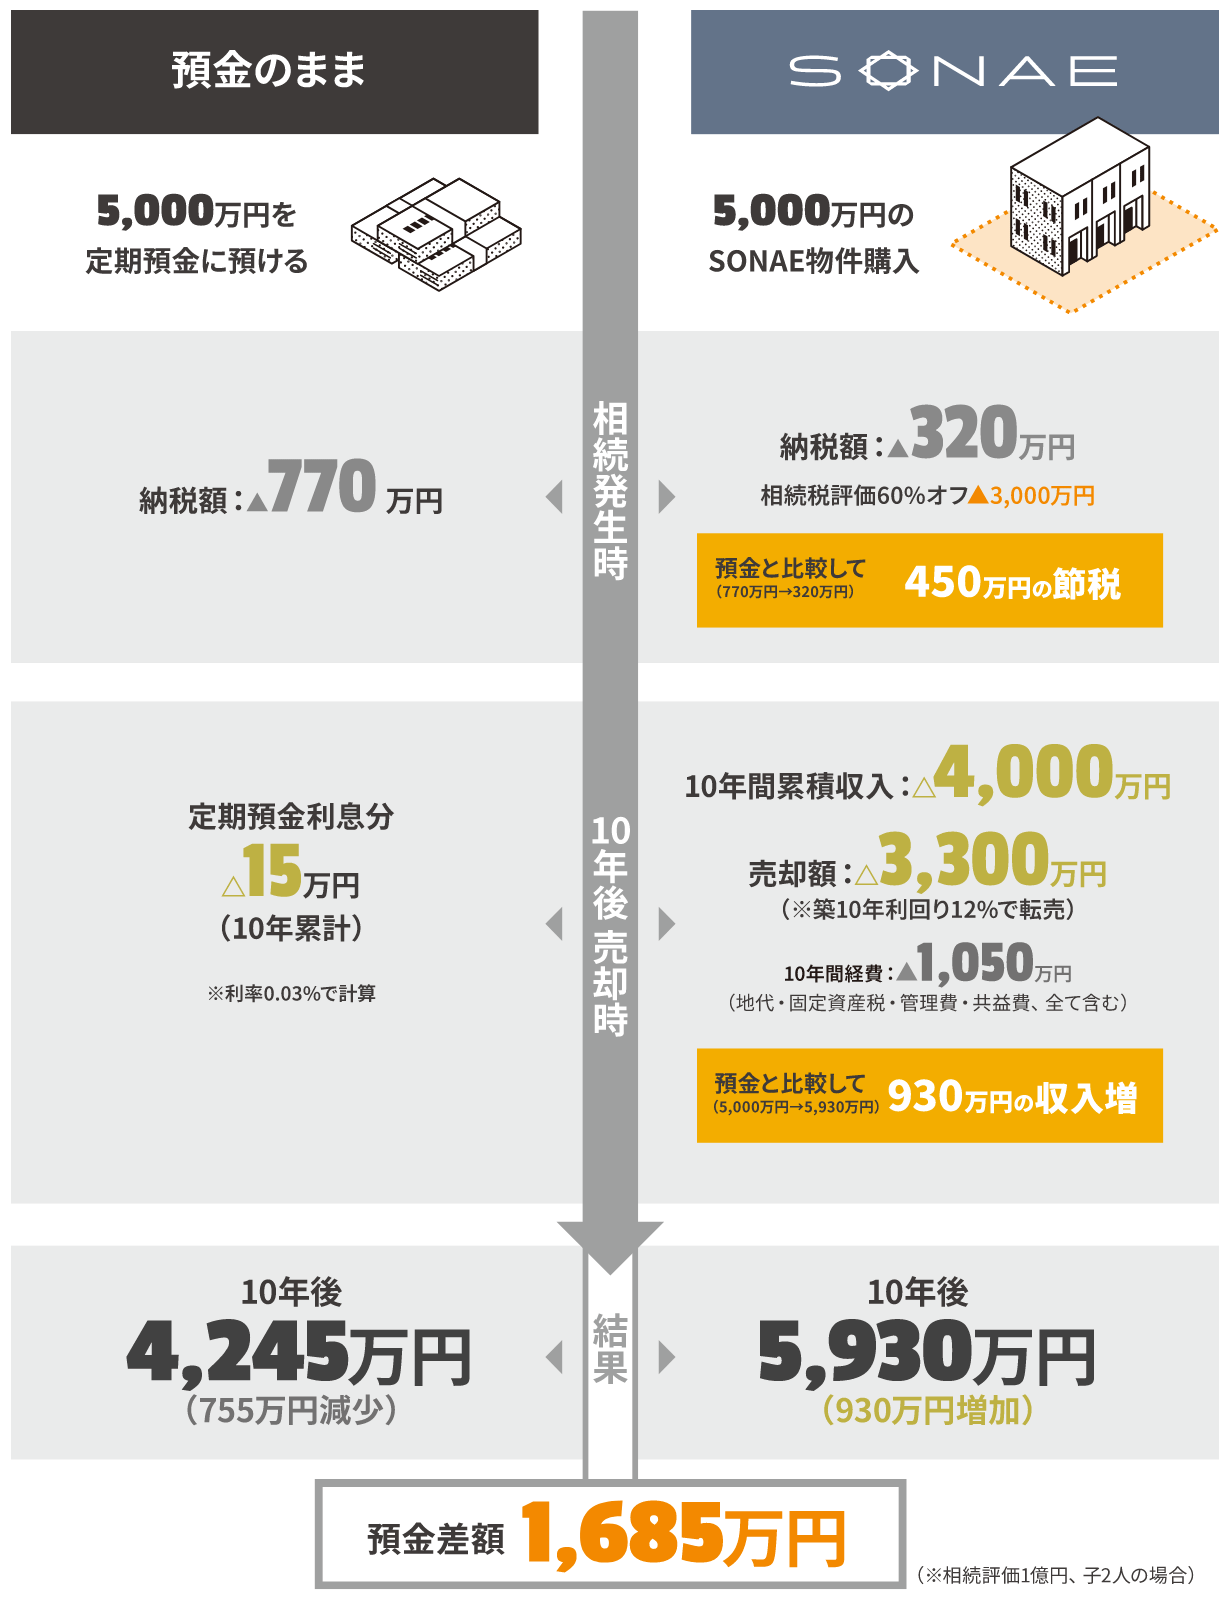 預金のまま
SONAE
5,000万円を
定期預金に預ける
5,000万円の
SONAE物件購入
相続発生時
納税額：▲770万円
納税額：▲320万円
相続税評価60%オフ▲3,000万円
預金と比較して
（770万円→320万円）
450万円の節税
10年後 売却時
定期預金利息分
△15万円
（10年累計）
※利率0.03%で計算
10年間累積収入：△4,000万円
売却額：△3,300万円
（※築10年利回り12%で転売）
10年間経費：▲1,050万円
（地代・固定資産税・管理費・共益費、全て含む）
預金と比較して
（5,000万円→5,930万円）
930万円の収入増
結果
10年後
4,245万円
（755万円減少）
10年後
5,930万円
（930万円増加）
預金差額 1,685万円
（※相続評価1億円、子2人の場合）